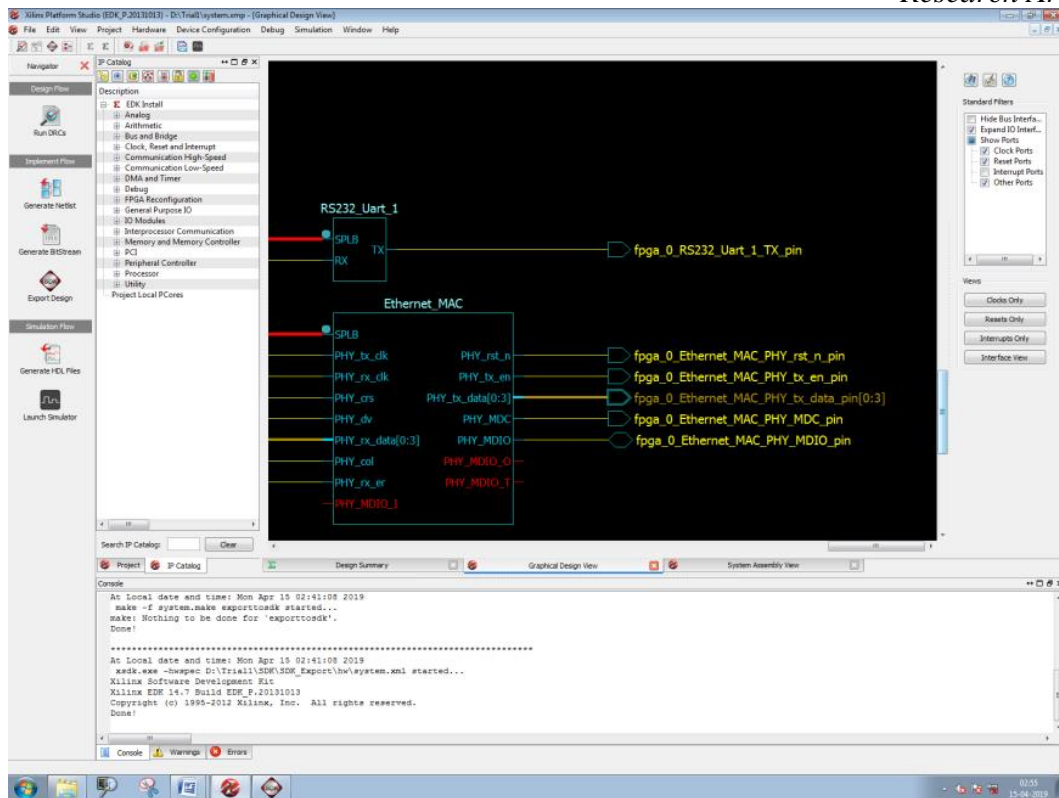 Xilinx Platform Studio (EDK_P.20131013) - D:\Trial1\system.xmp - [Graphical Design View]
File Edit View Project Hardware Device Configuration Debug Simulation Window Help
Navigator
Design Flow
Run DRCs
Implement Flow
Generate Netlist
Generate BitStream
Export Design
Simulation Flow
Generate HDL Files
Launch Simulator
IP Catalog
Description
EDK Install
Analog
Arithmetic
Bus and Bridge
Clock, Reset and Interrupt
Communication High-Speed
Communication Low-Speed
DMA and Timer
Debug
FPGA Reconfiguration
General Purpose IO
IO Modules
Interprocessor Communication
Memory and Memory Controller
PCI
Peripheral Controller
Processor
Utility
Project Local PCores
Search IP Catalog: Clear
Project IP Catalog
RS232_Uart_1
SPLB
TX
RX
fpga_0_RS232_Uart_1_TX_pin
Ethernet_MAC
SPLB
PHY_tx_clk PHY_rst_n fpga_0_Ethernet_MAC_PHY_rst_n_pin
PHY_rx_clk PHY_tx_en fpga_0_Ethernet_MAC_PHY_tx_en_pin
PHY_crs PHY_tx_data[0:3] fpga_0_Ethernet_MAC_PHY_tx_data_pin[0:3]
PHY_dv PHY_MDC fpga_0_Ethernet_MAC_PHY_MDC_pin
PHY_rx_data[0:3] PHY_MDIO fpga_0_Ethernet_MAC_PHY_MDIO_pin
PHY_col PHY_MDIO_O
PHY_rx_er PHY_MDIO_T
PHY_MDIO_I
Standard Filters
Hide Bus Interfa...
Expand IO Interf...
Show Ports
Clock Ports
Reset Ports
Interrupt Ports
Other Ports
Views
Clocks Only
Resets Only
Interrupts Only
Interface View
Design Summary Graphical Design View System Assembly View
Console
At Local date and time: Mon Apr 15 02:41:08 2019
make -f system.make exporttosdk started...
make: Nothing to be done for 'exporttosdk'.
Done!
At Local date and time: Mon Apr 15 02:41:08 2019
xsdk.exe -hwspec D:\Trial1\SDK\SDK_Export\hw\system.xml started...
Xilinx Software Development Kit
Xilinx EDK 14.7 Build EDK_P.20131013
Copyright (c) 1995-2012 Xilinx, Inc. All rights reserved.
Done!
Console Warnings Errors
02:55
15-04-2019